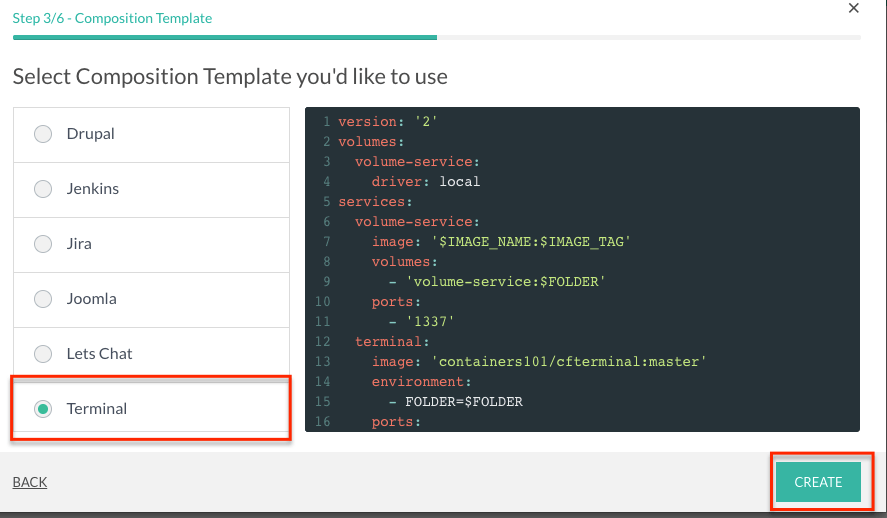 Step 3/6 - Composition Template
×
Select Composition Template you'd like to use
Drupal
Jenkins
Jira
Joomla
Lets Chat
Terminal
1 version: '2'
2 volumes:
3   volume-service:
4     driver: local
5 services:
6   volume-service:
7     image: '$IMAGE_NAME:$IMAGE_TAG'
8     volumes:
9       - 'volume-service:$FOLDER'
10     ports:
11       - '1337'
12   terminal:
13     image: 'containers101/cfterminal:master'
14     environment:
15       - FOLDER=$FOLDER
16     ports:
BACK
CREATE